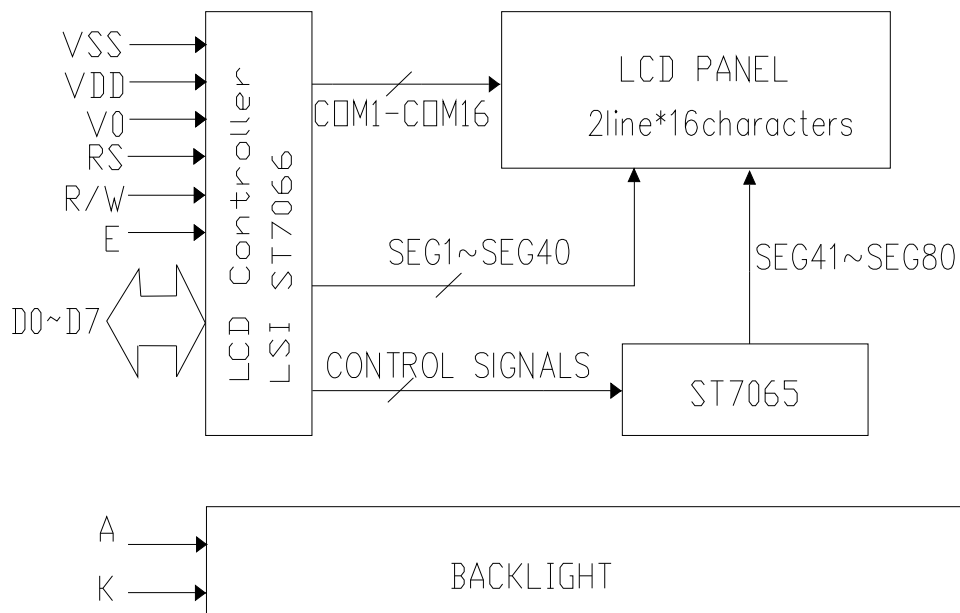 VSS
VDD
V0
RS
R/W
E
D0~D7
LCD Controller
LSI ST7066
COM1-COM16
LCD PANEL
2line*16characters
SEG1~SEG40
SEG41~SEG80
CONTROL SIGNALS
ST7065
A
K
BACKLIGHT